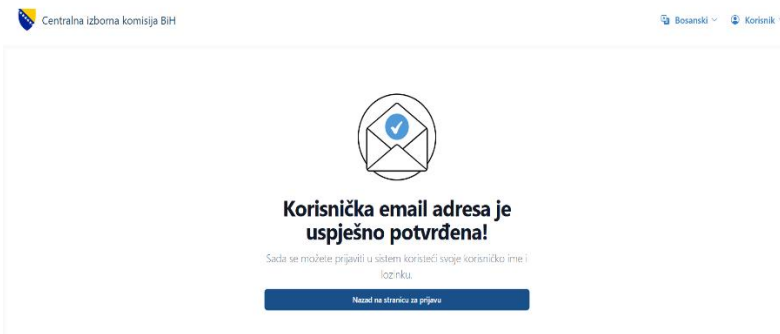 Centralna izborna komisija BiH
Bosanski
Korisnik
Korisnička email adresa je
uspješno potvrđena!
Sada se možete prijaviti u sistem koristeći svoje korisničko ime i
lozinku.
Nazad na stranicu za prijavu